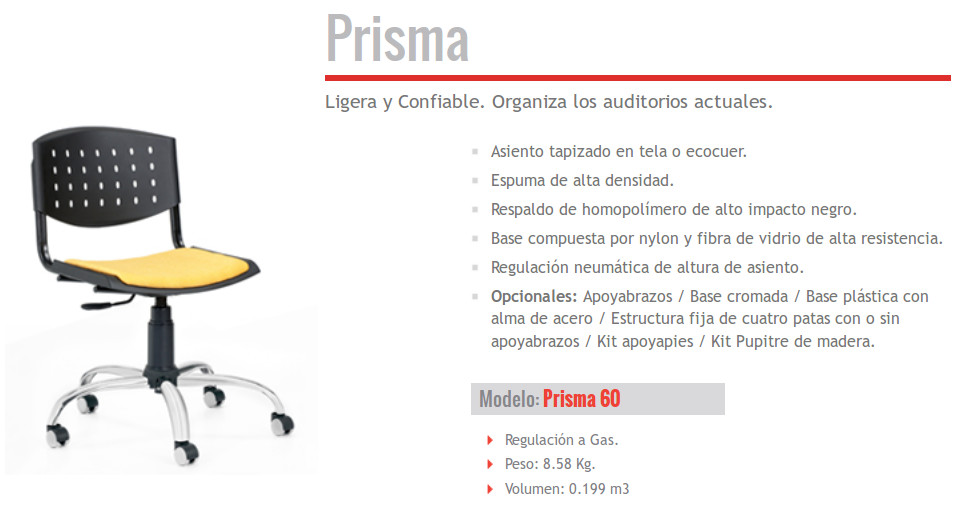 Prisma
Ligera y Confiable. Organiza los auditorios actuales.
Asiento tapizado en tela o ecocuer.
Espuma de alta densidad.
Respaldo de homopolímero de alto impacto negro.
Base compuesta por nylon y fibra de vidrio de alta resistencia.
Regulación neumática de altura de asiento.
Opcionales: Apoyabrazos / Base cromada / Base plástica con
alma de acero / Estructura fija de cuatro patas con o sin
apoyabrazos / Kit apoyapies / Kit Pupitre de madera.
Modelo: Prisma 60
Regulación a Gas.
Peso: 8.58 Kg.
Volumen: 0.199 m3